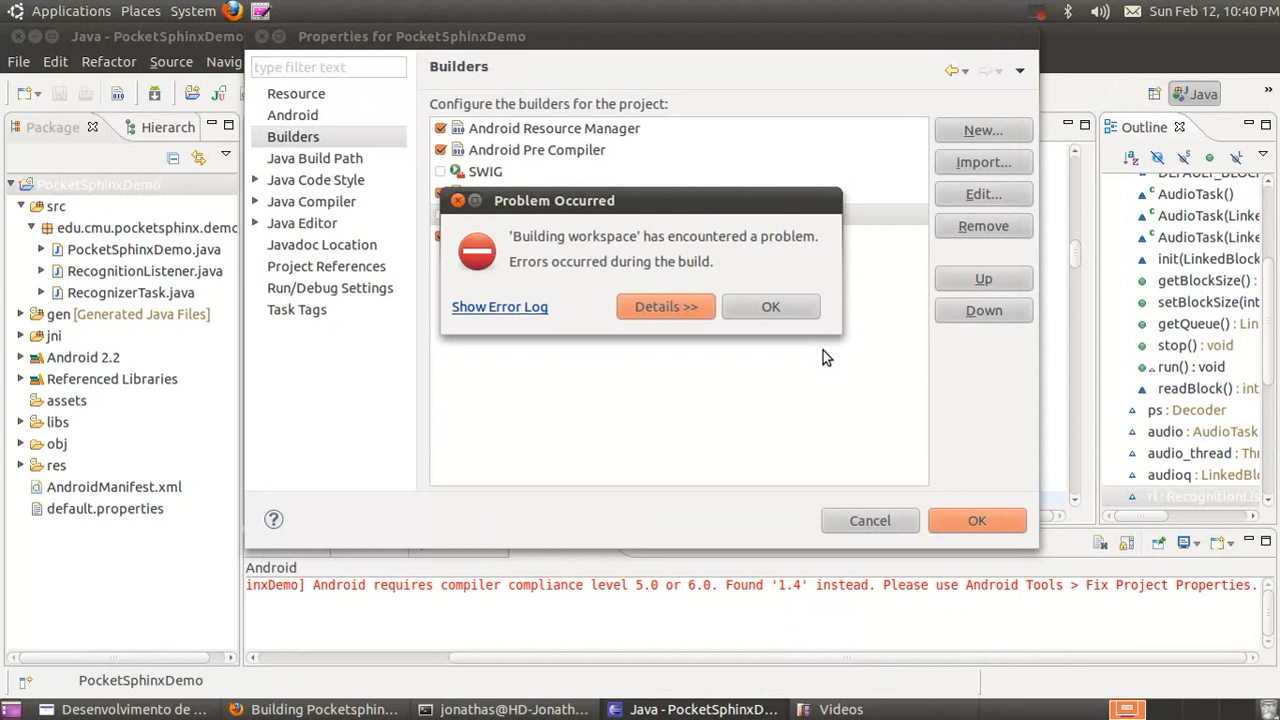 Applications Places System Sun Feb 12, 10:40 PM
Java - PocketSphinxDemo
Properties for PocketSphinxDemo
File Edit Refactor Source Navig
type filter text
Resource
Android
Builders
Java Build Path
Java Code Style
Java Compiler
Java Editor
Javadoc Location
Project References
Run/Debug Settings
Task Tags
Builders
Configure the builders for the project:
Android Resource Manager
Android Pre Compiler
SWIG
New...
Import...
Edit...
Remove
Up
Down
Cancel OK
Problem Occurred
'Building workspace' has encountered a problem.
Errors occurred during the build.
Show Error Log Details >> OK
Package Hierarchy
PocketSphinxDemo
src
edu.cmu.pocketsphinx.demo
PocketSphinxDemo.java
RecognitionListener.java
RecognizerTask.java
gen [Generated Java Files]
jni
Android 2.2
Referenced Libraries
assets
libs
obj
res
AndroidManifest.xml
default.properties
Java
Outline
AudioTask()
AudioTask(Linke
AudioTask(Linke
init(LinkedBlock
getBlockSize() :
setBlockSize(int
getQueue() : Lin
stop() : void
run() : void
readBlock() : int
ps : Decoder
audio : AudioTask
audio_thread : Thr
audioq : LinkedBlo
rl : RecognitionLis
Android
inxDemo] Android requires compiler compliance level 5.0 or 6.0. Found '1.4' instead. Please use Android Tools > Fix Project Properties.
PocketSphinxDemo
Desenvolvimento de ... Building Pocketsphin... jonathas@HD-Jonath... Java - PocketSphinxD... Videos